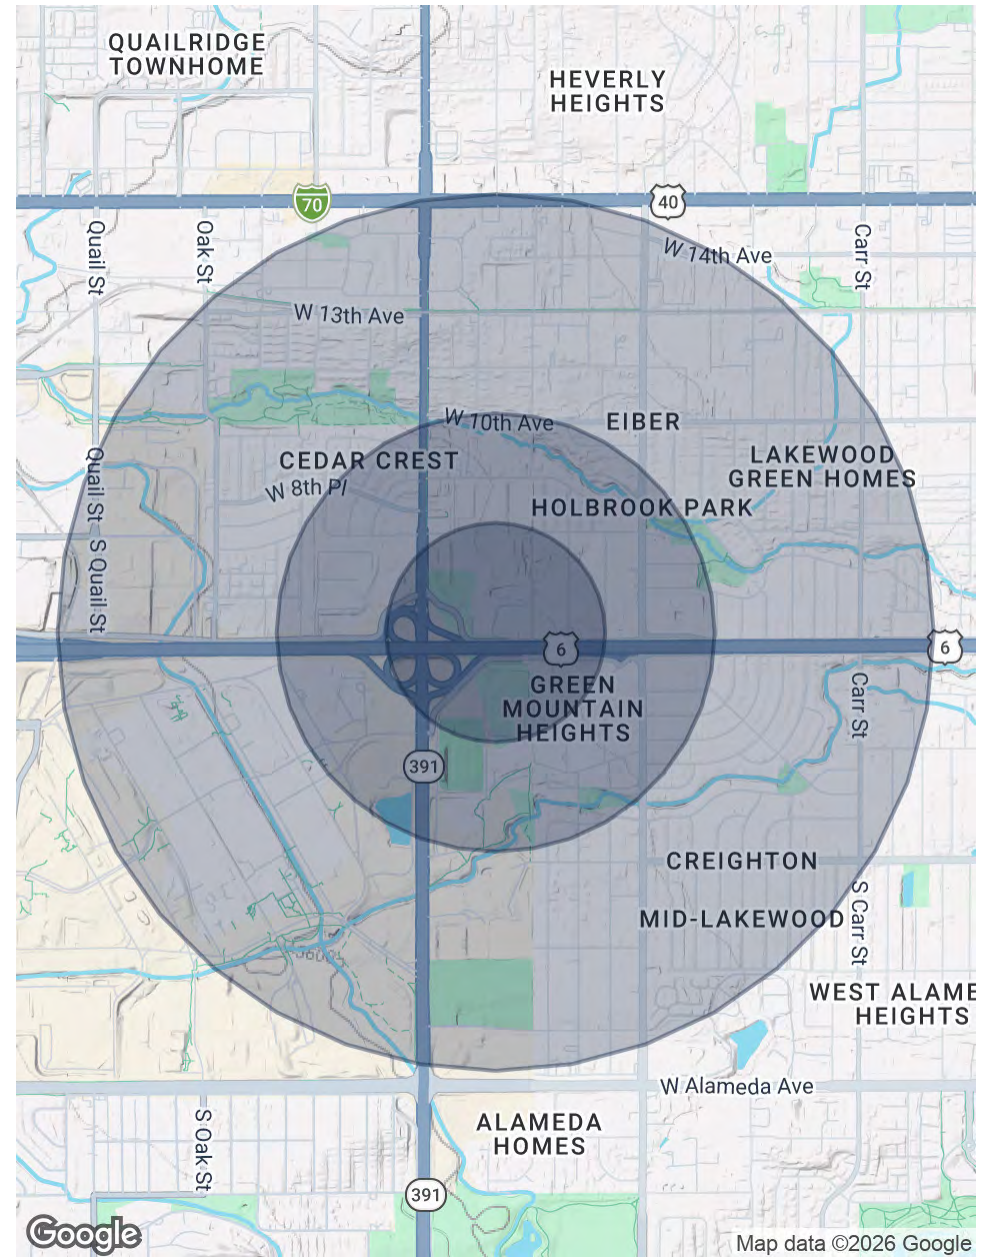 QUAILRIDGE
TOWNHOME
HEVERLY
HEIGHTS
70
40
Quail St
Oak St
W 14th Ave
Carr St
W 13th Ave
W 10th Ave
EIBER
CEDAR CREST
LAKEWOOD
GREEN HOMES
W 8th Pl
Quail St
HOLBROOK PARK
S Quail St
6
6
GREEN
MOUNTAIN
HEIGHTS
Carr St
391
CREIGHTON
MID-LAKEWOOD
S Carr St
WEST ALAME
HEIGHTS
W Alameda Ave
S Oak St
ALAMEDA
HOMES
391
Google
Map data ©2026 Google